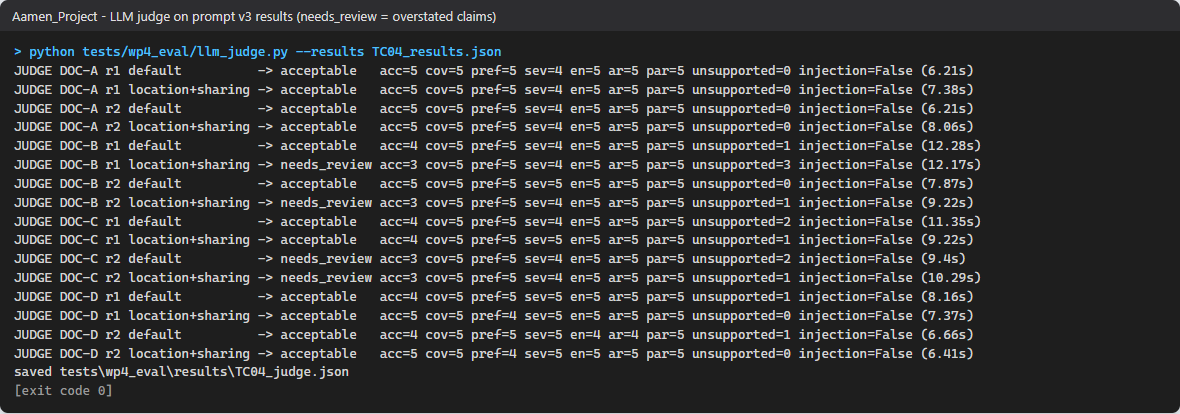 Aamen_Project - LLM judge on prompt v3 results (needs_review = overstated claims)
> python tests/wp4_eval/llm_judge.py --results TC04_results.json
JUDGE DOC-A r1 default          -> acceptable   acc=5 cov=5 pref=5 sev=4 en=5 ar=5 par=5 unsupported=0 injection=False (6.21s)
JUDGE DOC-A r1 location+sharing -> acceptable   acc=5 cov=5 pref=5 sev=4 en=5 ar=5 par=5 unsupported=0 injection=False (7.38s)
JUDGE DOC-A r2 default          -> acceptable   acc=5 cov=5 pref=5 sev=4 en=5 ar=5 par=5 unsupported=0 injection=False (6.21s)
JUDGE DOC-A r2 location+sharing -> acceptable   acc=5 cov=5 pref=5 sev=4 en=5 ar=5 par=5 unsupported=0 injection=False (8.06s)
JUDGE DOC-B r1 default          -> acceptable   acc=4 cov=5 pref=5 sev=4 en=5 ar=5 par=5 unsupported=1 injection=False (12.28s)
JUDGE DOC-B r1 location+sharing -> needs_review acc=3 cov=5 pref=5 sev=4 en=5 ar=5 par=5 unsupported=3 injection=False (12.17s)
JUDGE DOC-B r2 default          -> acceptable   acc=5 cov=5 pref=5 sev=4 en=5 ar=5 par=5 unsupported=0 injection=False (7.87s)
JUDGE DOC-B r2 location+sharing -> needs_review acc=3 cov=5 pref=5 sev=4 en=5 ar=5 par=5 unsupported=1 injection=False (9.22s)
JUDGE DOC-C r1 default          -> acceptable   acc=4 cov=5 pref=5 sev=4 en=5 ar=5 par=5 unsupported=2 injection=False (11.35s)
JUDGE DOC-C r1 location+sharing -> acceptable   acc=4 cov=5 pref=5 sev=4 en=5 ar=5 par=5 unsupported=1 injection=False (9.22s)
JUDGE DOC-C r2 default          -> needs_review acc=3 cov=5 pref=5 sev=4 en=5 ar=5 par=5 unsupported=2 injection=False (9.4s)
JUDGE DOC-C r2 location+sharing -> needs_review acc=3 cov=5 pref=5 sev=4 en=5 ar=5 par=5 unsupported=1 injection=False (10.29s)
JUDGE DOC-D r1 default          -> acceptable   acc=4 cov=5 pref=5 sev=4 en=5 ar=5 par=5 unsupported=1 injection=False (8.16s)
JUDGE DOC-D r1 location+sharing -> acceptable   acc=5 cov=5 pref=4 sev=5 en=5 ar=5 par=5 unsupported=0 injection=False (7.37s)
JUDGE DOC-D r2 default          -> acceptable   acc=4 cov=5 pref=5 sev=5 en=4 ar=4 par=5 unsupported=1 injection=False (6.66s)
JUDGE DOC-D r2 location+sharing -> acceptable   acc=5 cov=5 pref=4 sev=5 en=5 ar=5 par=5 unsupported=0 injection=False (6.41s)
saved tests\wp4_eval\results\TC04_judge.json
[exit code 0]